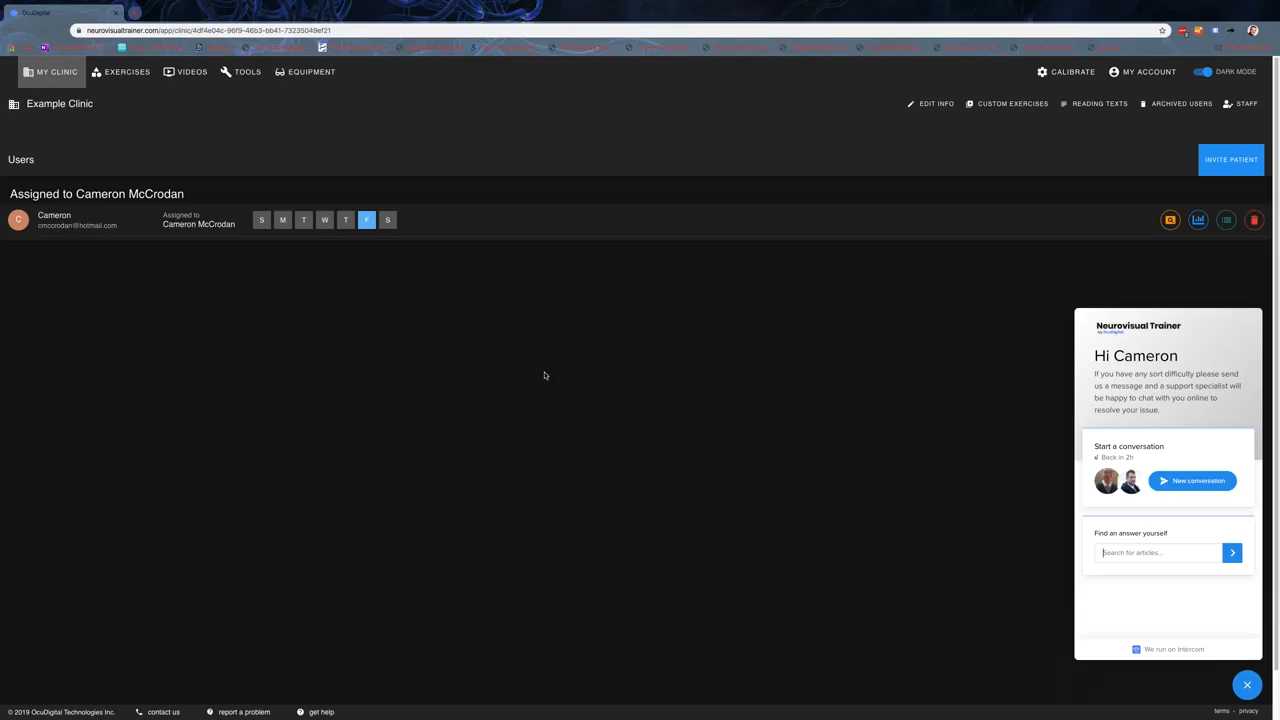 OcuDigital
neurovisualtrainer.com/app/clinic/4df4e04c-96f9-46b3-bb41-73235049ef21
MY CLINIC EXERCISES VIDEOS TOOLS EQUIPMENT CALIBRATE MY ACCOUNT DARK MODE
Example Clinic EDIT INFO CUSTOM EXERCISES READING TEXTS ARCHIVED USERS STAFF
Users INVITE PATIENT
Assigned to Cameron McCrodan
C Cameron
cmccrodan@hotmail.com
Assigned to
Cameron McCrodan
S M T W T F S
Neurovisual Trainer
by OcuDigital
Hi Cameron
If you have any sort difficulty please send
us a message and a support specialist will
be happy to chat with you online to
resolve your issue.
Start a conversation
Back in 2h
New conversation
Find an answer yourself
Search for articles...
We run on Intercom
© 2019 OcuDigital Technologies Inc. contact us report a problem get help terms - privacy